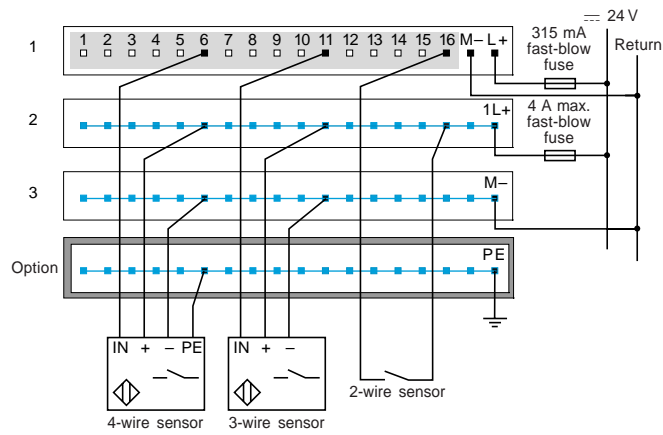 24 V
1 2 3 4 5 6 7 8 9 10 11 12 13 14 15 16 M– L+
315 mA
fast-blow
fuse
Return
1
2
1L+
4 A max.
fast-blow
fuse
3
M–
Option
PE
IN + – PE
IN + –
2-wire sensor
4-wire sensor
3-wire sensor